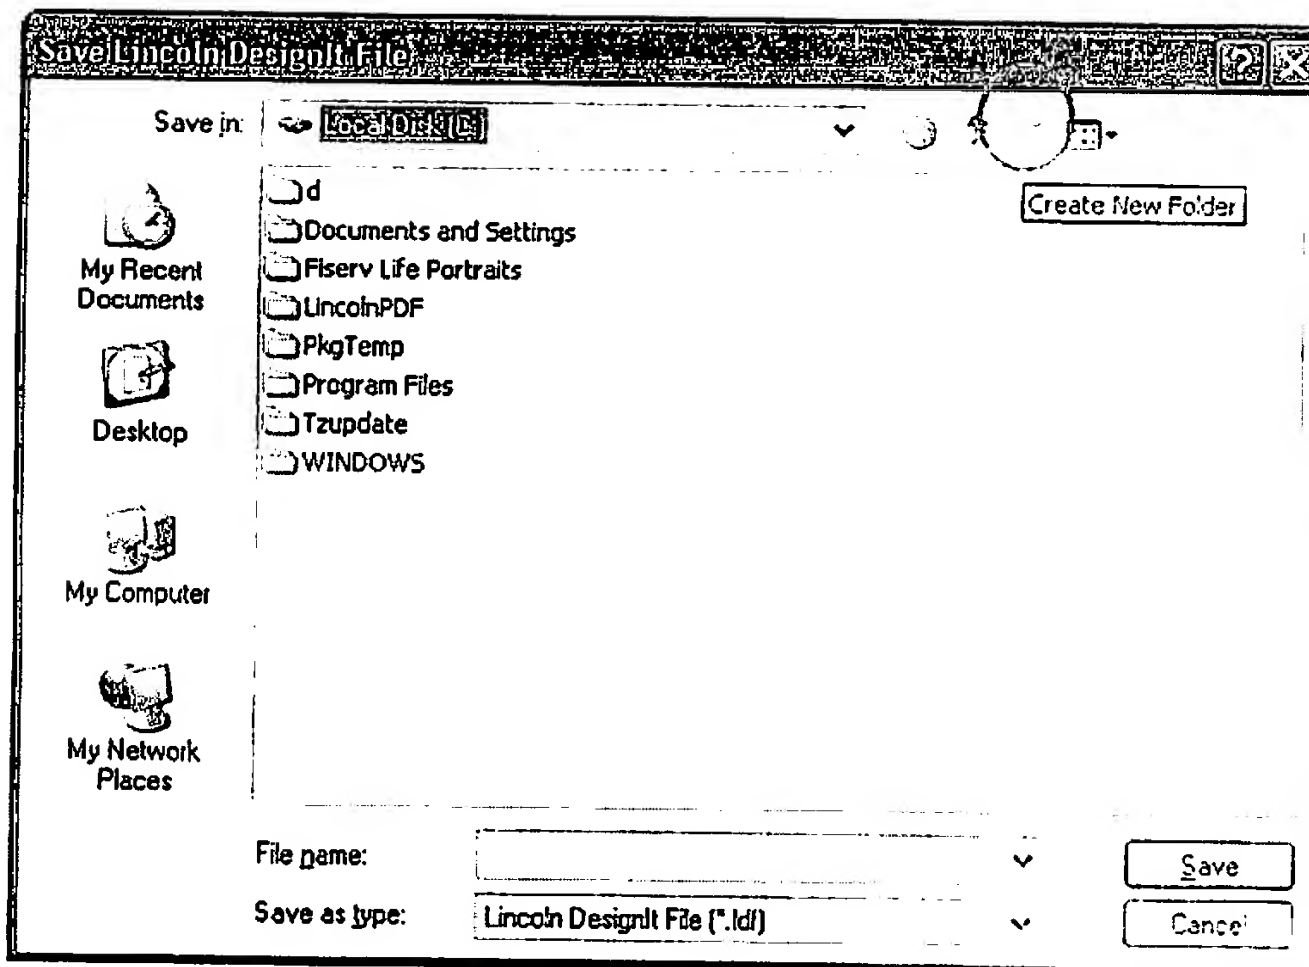 Save Lincoln DesignIt File
Save in: Local Disk (C:)
Create New Folder
d
Documents and Settings
Fiserv Life Portraits
LincolnPDF
PkgTemp
Program Files
Tzupdate
WINDOWS
My Recent
Documents
Desktop
My Computer
My Network
Places
File name:
Save
Save as type: Lincoln DesignIt File (*.ldf)
Cancel